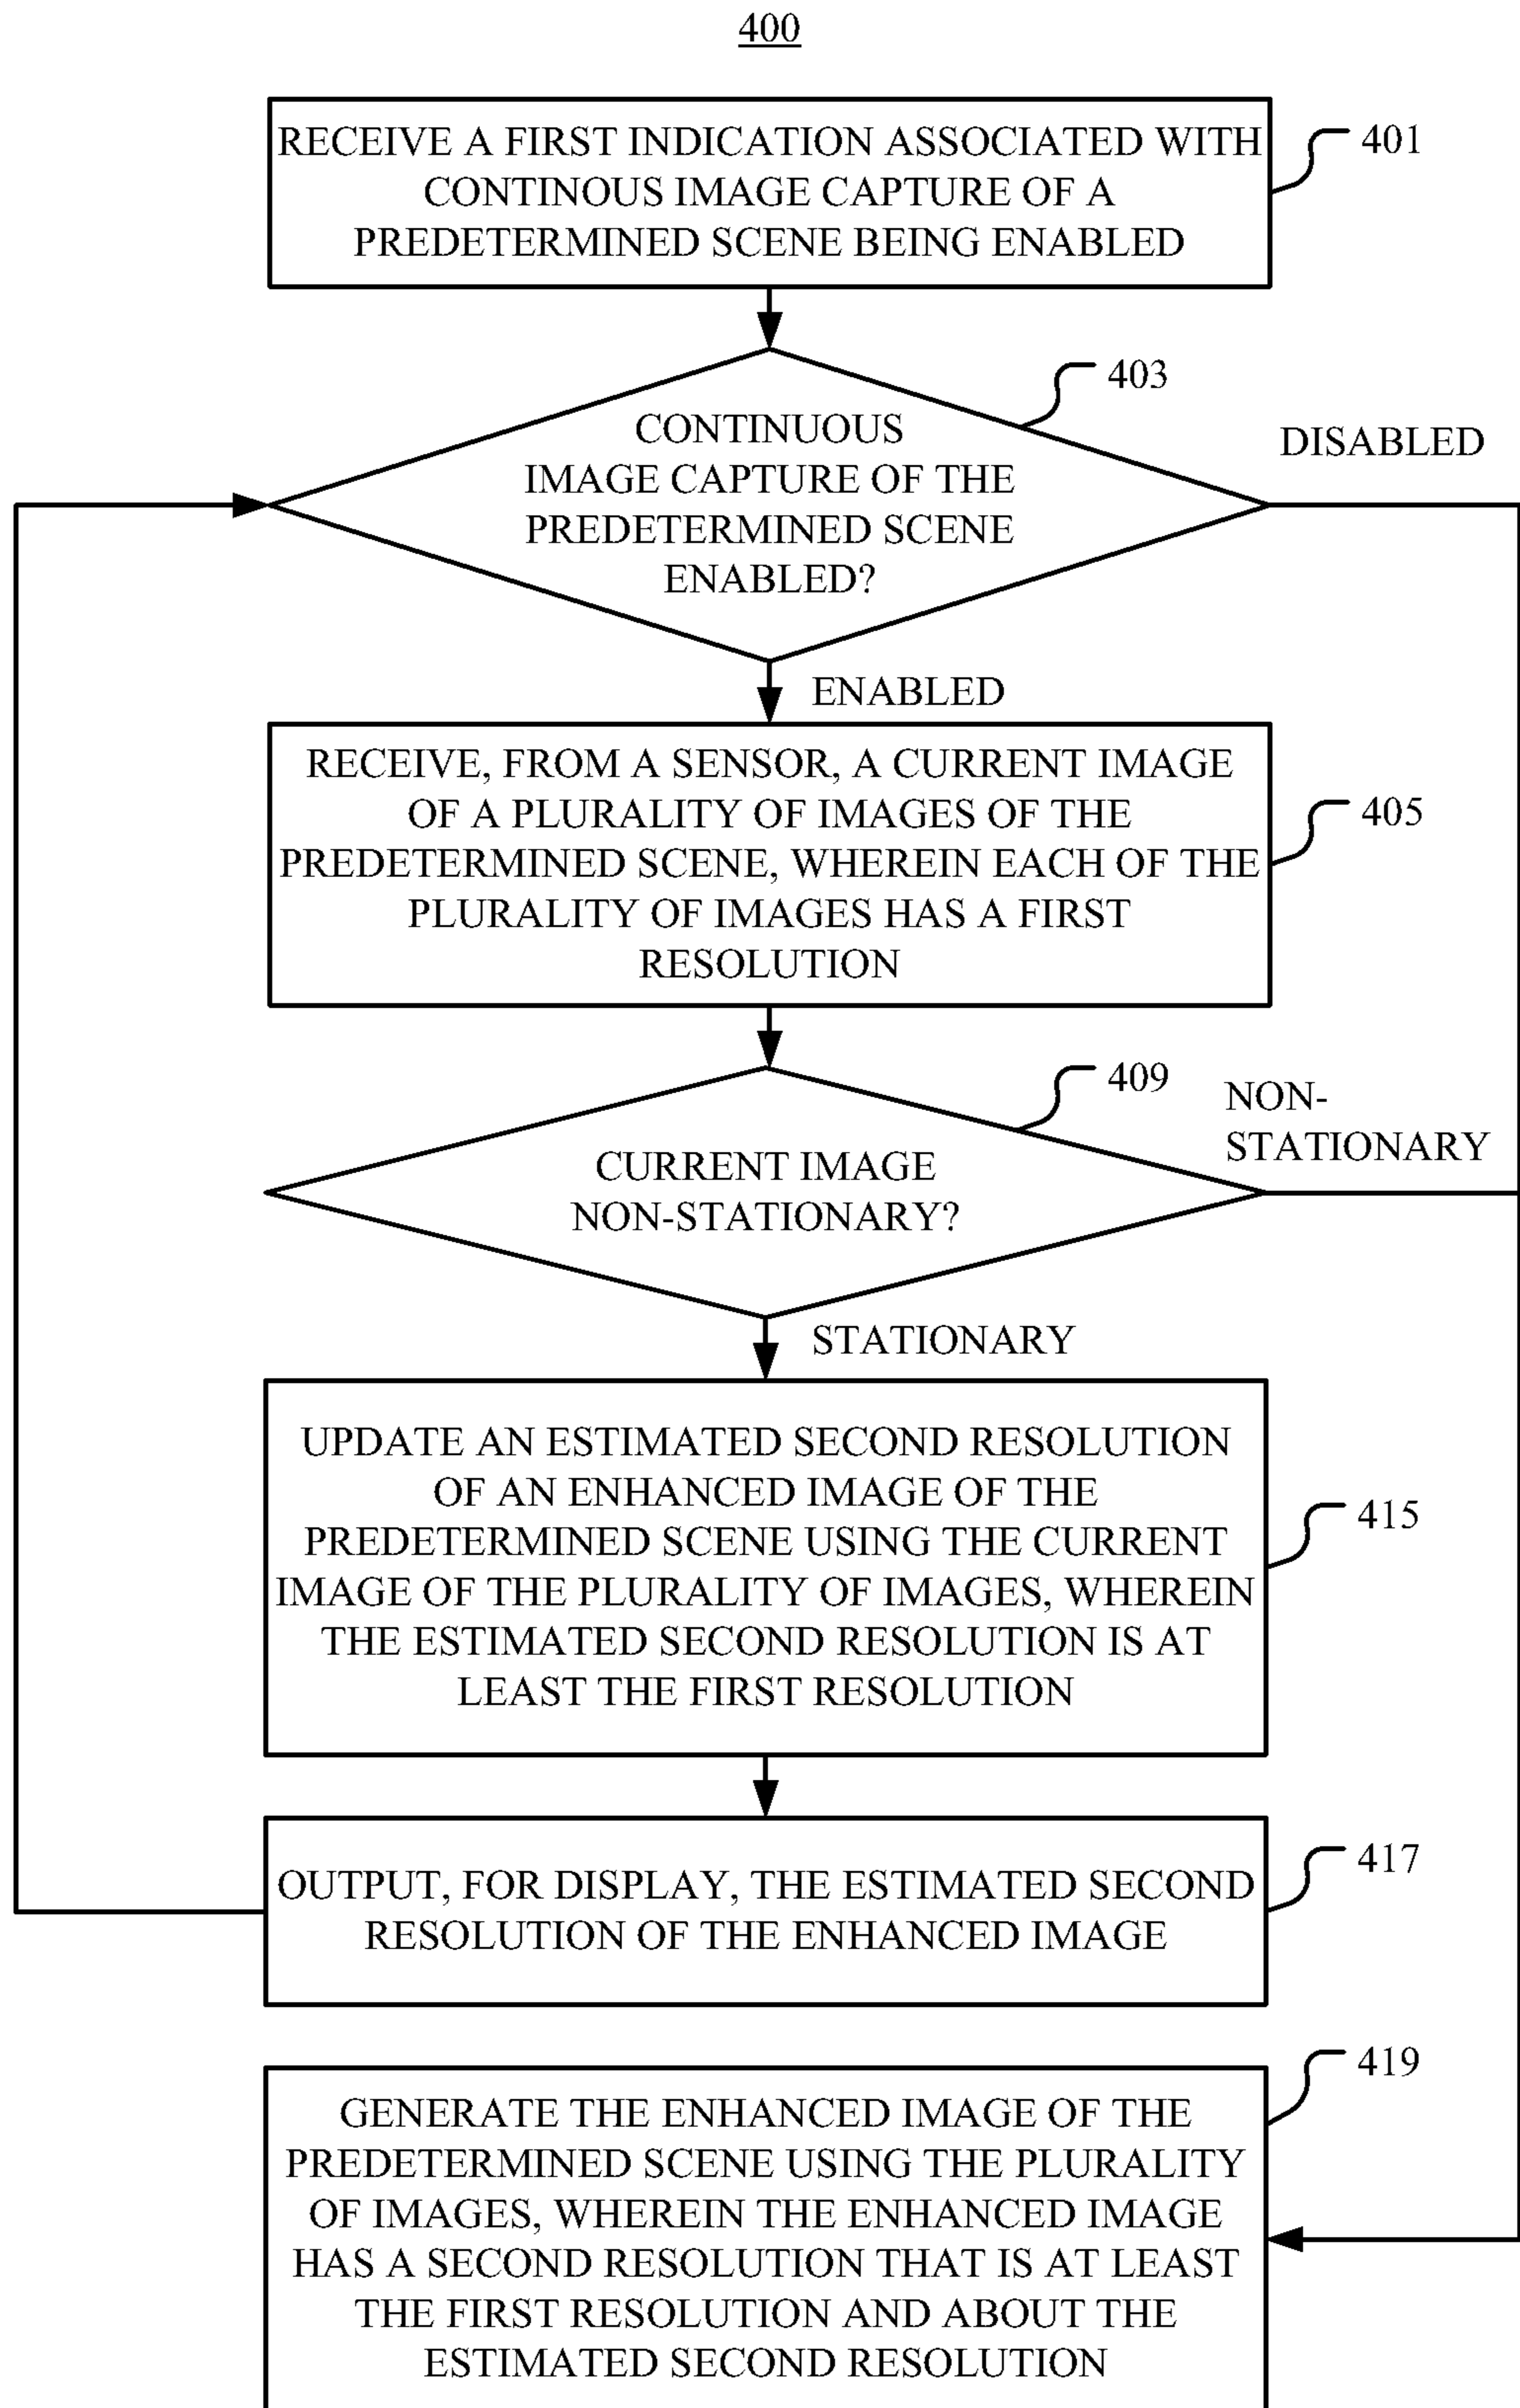 400
RECEIVE A FIRST INDICATION ASSOCIATED WITH
CONTINOUS IMAGE CAPTURE OF A
PREDETERMINED SCENE BEING ENABLED
401
403
CONTINUOUS
IMAGE CAPTURE OF THE
PREDETERMINED SCENE
ENABLED?
DISABLED
ENABLED
RECEIVE, FROM A SENSOR, A CURRENT IMAGE
OF A PLURALITY OF IMAGES OF THE
PREDETERMINED SCENE, WHEREIN EACH OF THE
PLURALITY OF IMAGES HAS A FIRST
RESOLUTION
405
409
NON-
STATIONARY
CURRENT IMAGE
NON-STATIONARY?
STATIONARY
UPDATE AN ESTIMATED SECOND RESOLUTION
OF AN ENHANCED IMAGE OF THE
PREDETERMINED SCENE USING THE CURRENT
IMAGE OF THE PLURALITY OF IMAGES, WHEREIN
THE ESTIMATED SECOND RESOLUTION IS AT
LEAST THE FIRST RESOLUTION
415
OUTPUT, FOR DISPLAY, THE ESTIMATED SECOND
RESOLUTION OF THE ENHANCED IMAGE
417
419
GENERATE THE ENHANCED IMAGE OF THE
PREDETERMINED SCENE USING THE PLURALITY
OF IMAGES, WHEREIN THE ENHANCED IMAGE
HAS A SECOND RESOLUTION THAT IS AT LEAST
THE FIRST RESOLUTION AND ABOUT THE
ESTIMATED SECOND RESOLUTION